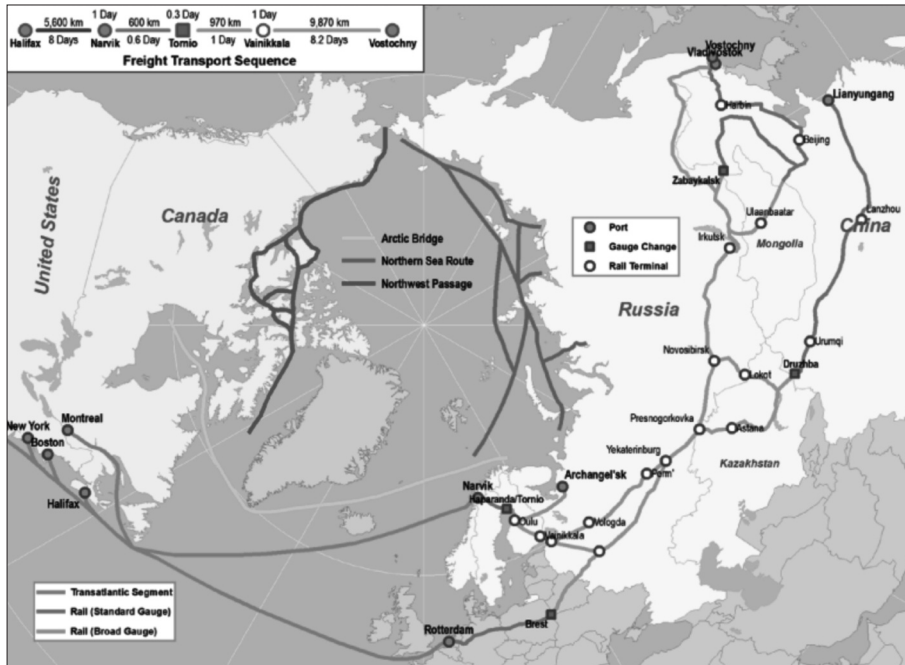 5,600 km 1 Day 600 km 0.3 Day 970 km 1 Day 9,870 km
Halifax 8 Days Narvik 0.6 Day Tornio 1 Day Vainikkala 8.2 Days Vostochny
Freight Transport Sequence
Vostochny
Vladivostok
Lianyungang
Harbin
Beijing
Zabaykalsk
United States
Canada
Lanzhou
China
Ulaanbaatar
Mongolia
Irkutsk
Port
Gauge Change
Rail Terminal
Arctic Bridge
Northern Sea Route
Northwest Passage
Russia
Urumqi
Novosibirsk
Lokot
Druzhba
Montreal
New York
Boston
Presnogorkovka
Astana
Yekaterinburg
Perm'
Kazakhstan
Halifax
Narvik
Archangel'sk
Haparanda/Tornio
Oulu
Vologda
Vainikkala
Transatlantic Segment
Rail (Standard Gauge)
Rail (Broad Gauge)
Brest
Rotterdam